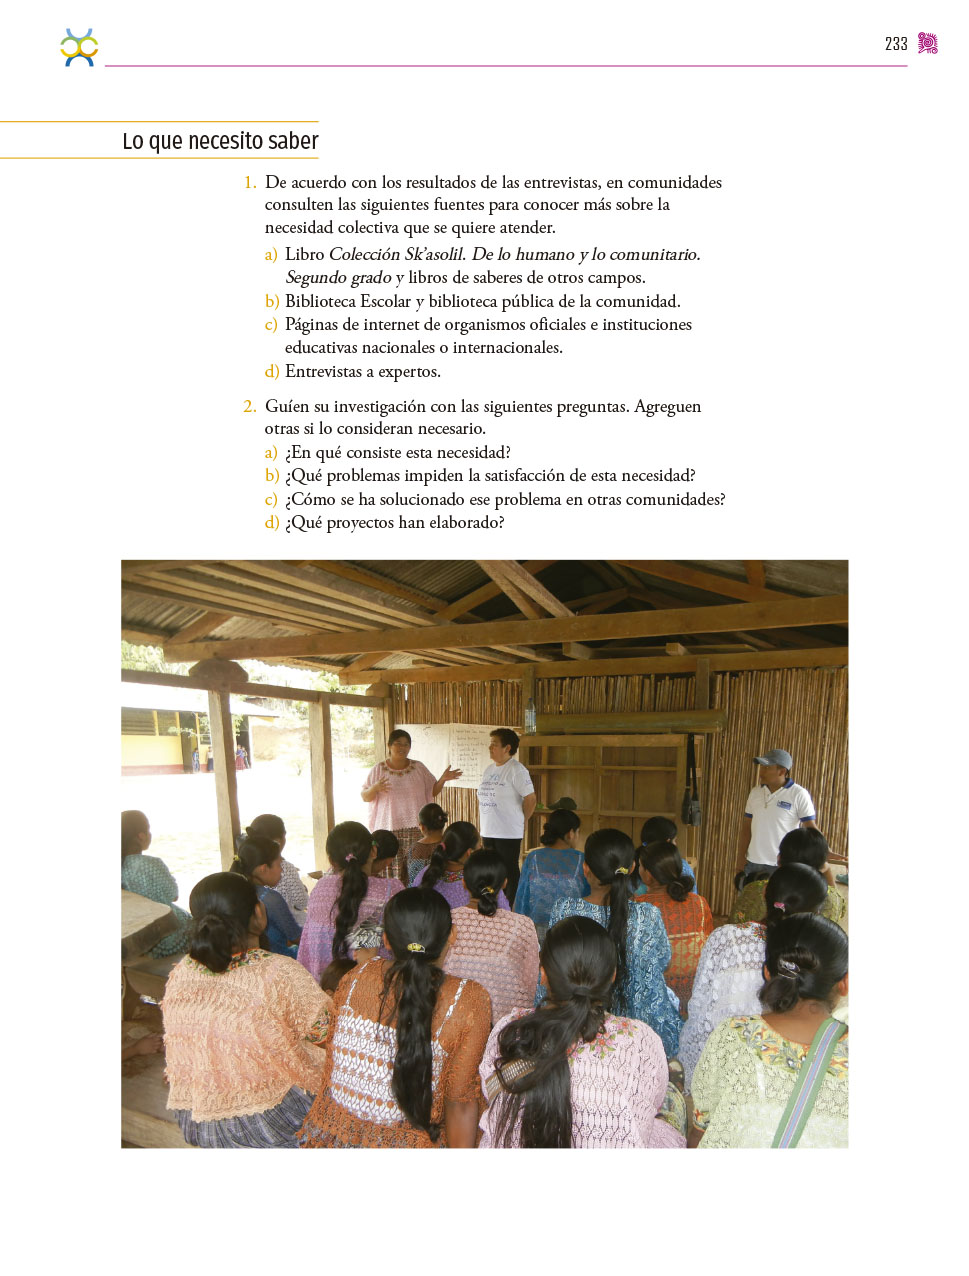 233
Lo que necesito saber
1. De acuerdo con los resultados de las entrevistas, en comunidades
consulten las siguientes fuentes para conocer más sobre la
necesidad colectiva que se quiere atender.
a) Libro Colección Sk’asolil. De lo humano y lo comunitario.
Segundo grado y libros de saberes de otros campos.
b) Biblioteca Escolar y biblioteca pública de la comunidad.
c) Páginas de internet de organismos oficiales e instituciones
educativas nacionales o internacionales.
d) Entrevistas a expertos.
2. Guíen su investigación con las siguientes preguntas. Agreguen
otras si lo consideran necesario.
a) ¿En qué consiste esta necesidad?
b) ¿Qué problemas impiden la satisfacción de esta necesidad?
c) ¿Cómo se ha solucionado ese problema en otras comunidades?
d) ¿Qué proyectos han elaborado?